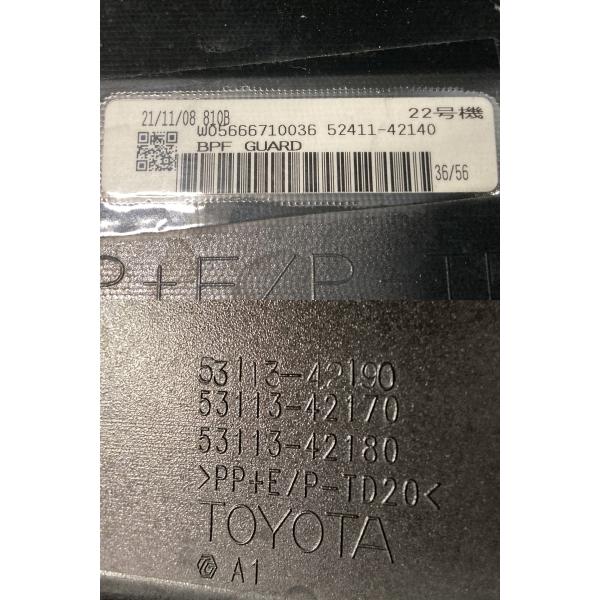 21/11/08 810B 22号機
W05666710036 52411-42140
BPF GUARD
36/56
P+E/P-T
53113-42190
53113-42170
53113-42180
>PP+E/P-TD20<
TOYOTA
A1